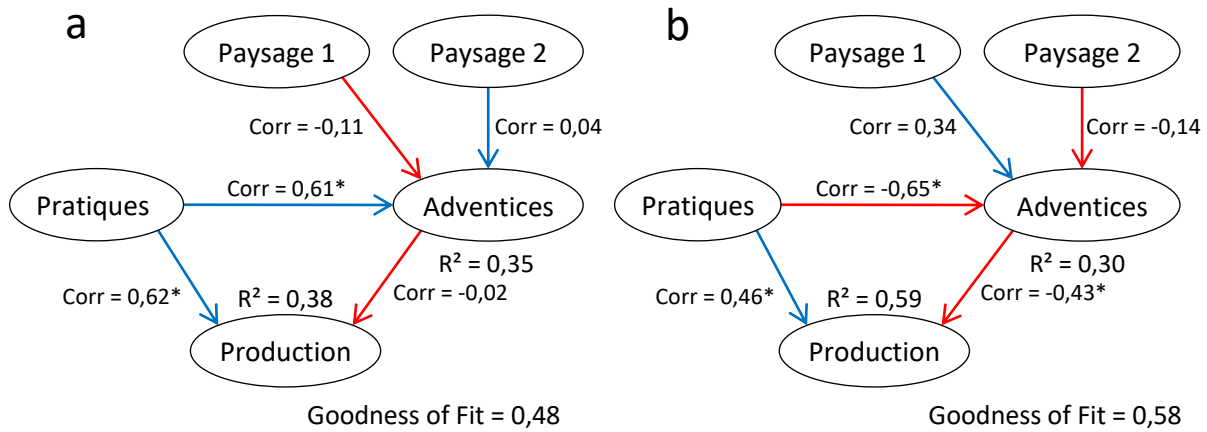 a
Paysage 1
Paysage 2
Corr = -0,11
Corr = 0,04
Corr = 0,61*
Pratiques
Adventices
R² = 0,35
Corr = 0,62*
R² = 0,38
Corr = -0,02
Production
Goodness of Fit = 0,48
b
Paysage 1
Paysage 2
Corr = 0,34
Corr = -0,14
Corr = -0,65*
Pratiques
Adventices
R² = 0,30
Corr = 0,46*
R² = 0,59
Corr = -0,43*
Production
Goodness of Fit = 0,58